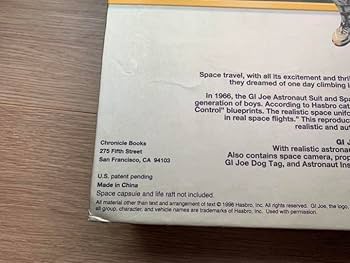 Space travel, with all its excitement and thri
they dreamed of one day climbing i
In 1966, the GI Joe Astronaut Suit and Spa
generation of boys. According to Hasbro cat
Control" blueprints. The realistic space unifo
in real space flights." This reproduc
realistic and aut
GI J
With realistic astronau
Also contains space camera, prop
GI Joe Dog Tag, and Astronaut Ins
Chronicle Books
275 Fifth Street
San Francisco, CA 94103
U.S. patent pending
Made in China
Space capsule and life raft not included.
All material other than text and arrangement of text © 1996 Hasbro, Inc. All rights reserved. GI Joe, the logo,
all group, character, and vehicle names are trademarks of Hasbro, Inc. Used with permission.